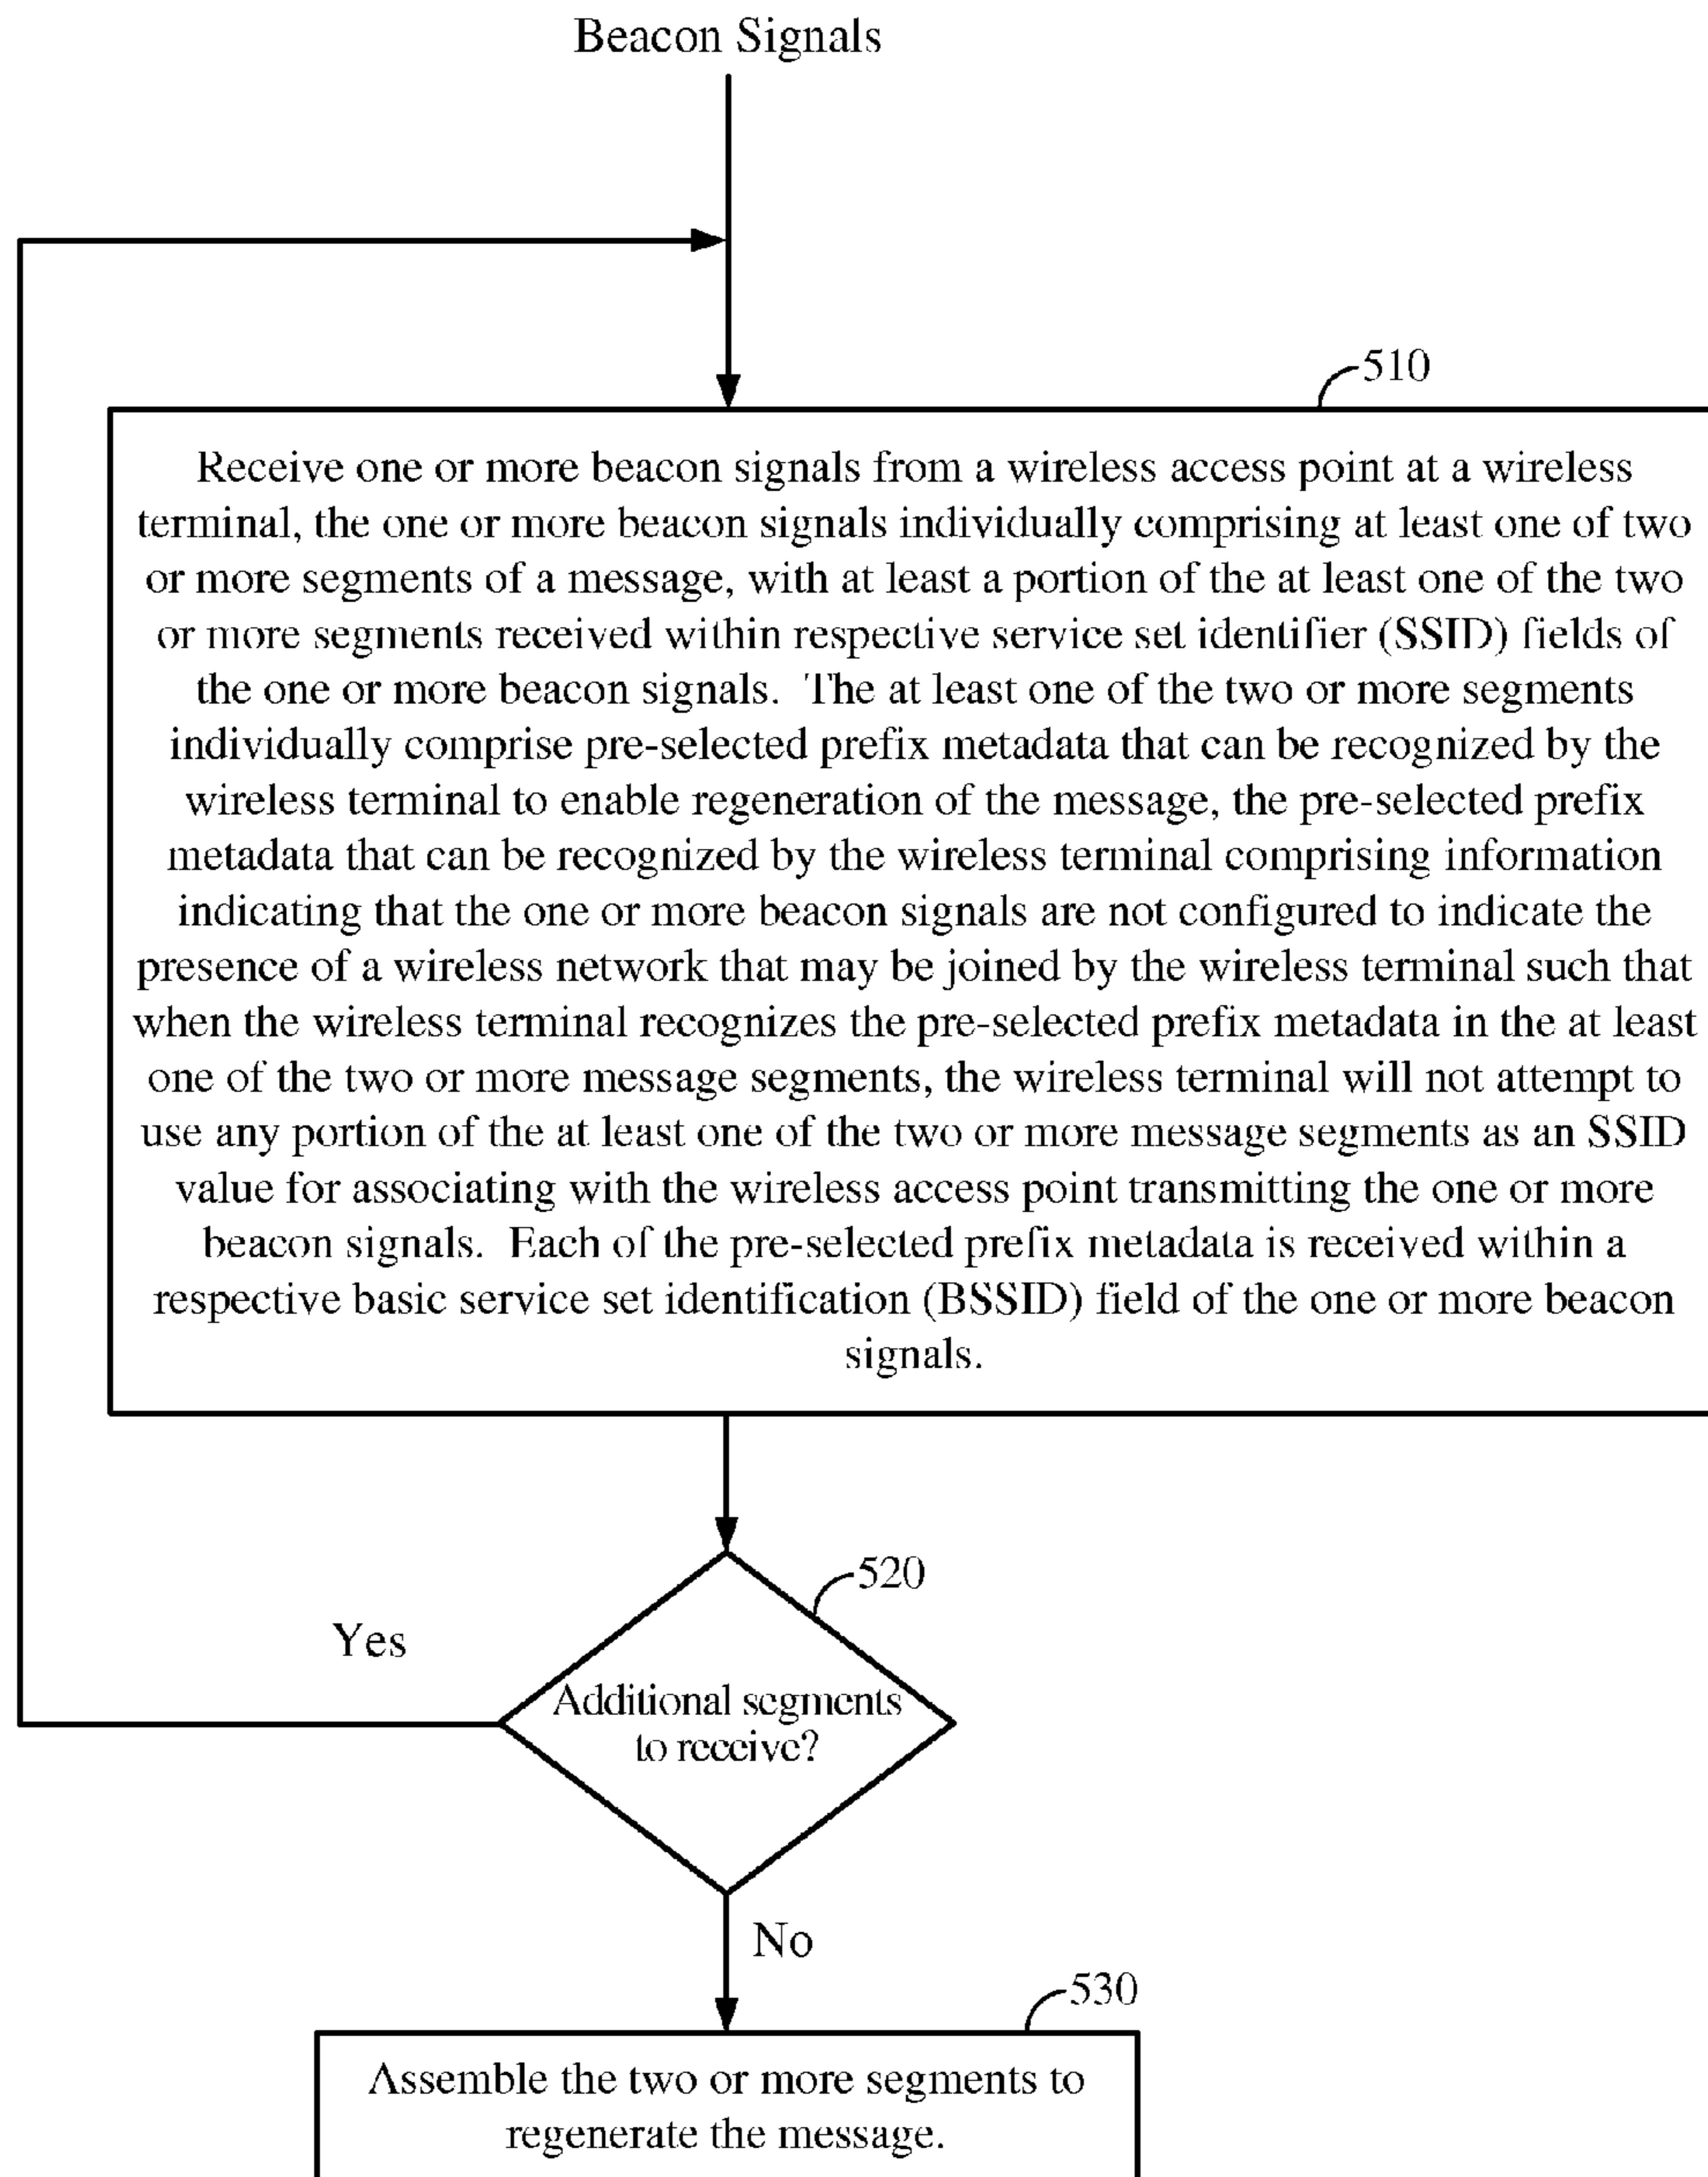 Beacon Signals
510
Receive one or more beacon signals from a wireless access point at a wireless
terminal, the one or more beacon signals individually comprising at least one of two
or more segments of a message, with at least a portion of the at least one of the two
or more segments received within respective service set identifier (SSID) fields of
the one or more beacon signals.  The at least one of the two or more segments
individually comprise pre-selected prefix metadata that can be recognized by the
wireless terminal to enable regeneration of the message, the pre-selected prefix
metadata that can be recognized by the wireless terminal comprising information
indicating that the one or more beacon signals are not configured to indicate the
presence of a wireless network that may be joined by the wireless terminal such that
when the wireless terminal recognizes the pre-selected prefix metadata in the at least
one of the two or more message segments, the wireless terminal will not attempt to
use any portion of the at least one of the two or more message segments as an SSID
value for associating with the wireless access point transmitting the one or more
beacon signals.  Each of the pre-selected prefix metadata is received within a
respective basic service set identification (BSSID) field of the one or more beacon
signals.
520
Yes
Additional segments
to receive?
No
530
Assemble the two or more segments to
regenerate the message.